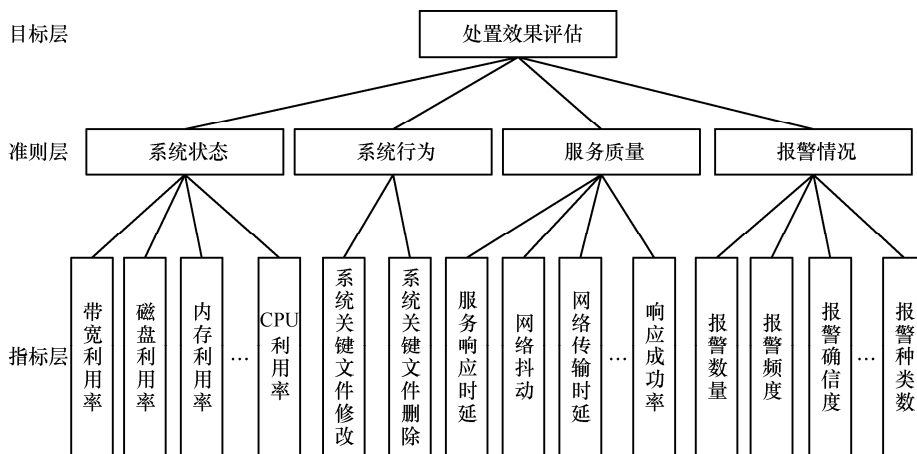 目标层
处置效果评估
准则层
系统状态
系统行为
服务质量
报警情况
指标层
带宽利用率
磁盘利用率
内存利用率
…
CPU利用率
系统关键文件修改
系统关键文件删除
服务响应时延
网络抖动
网络传输时延
…
响应成功率
报警数量
报警频度
报警确信度
…
报警种类数